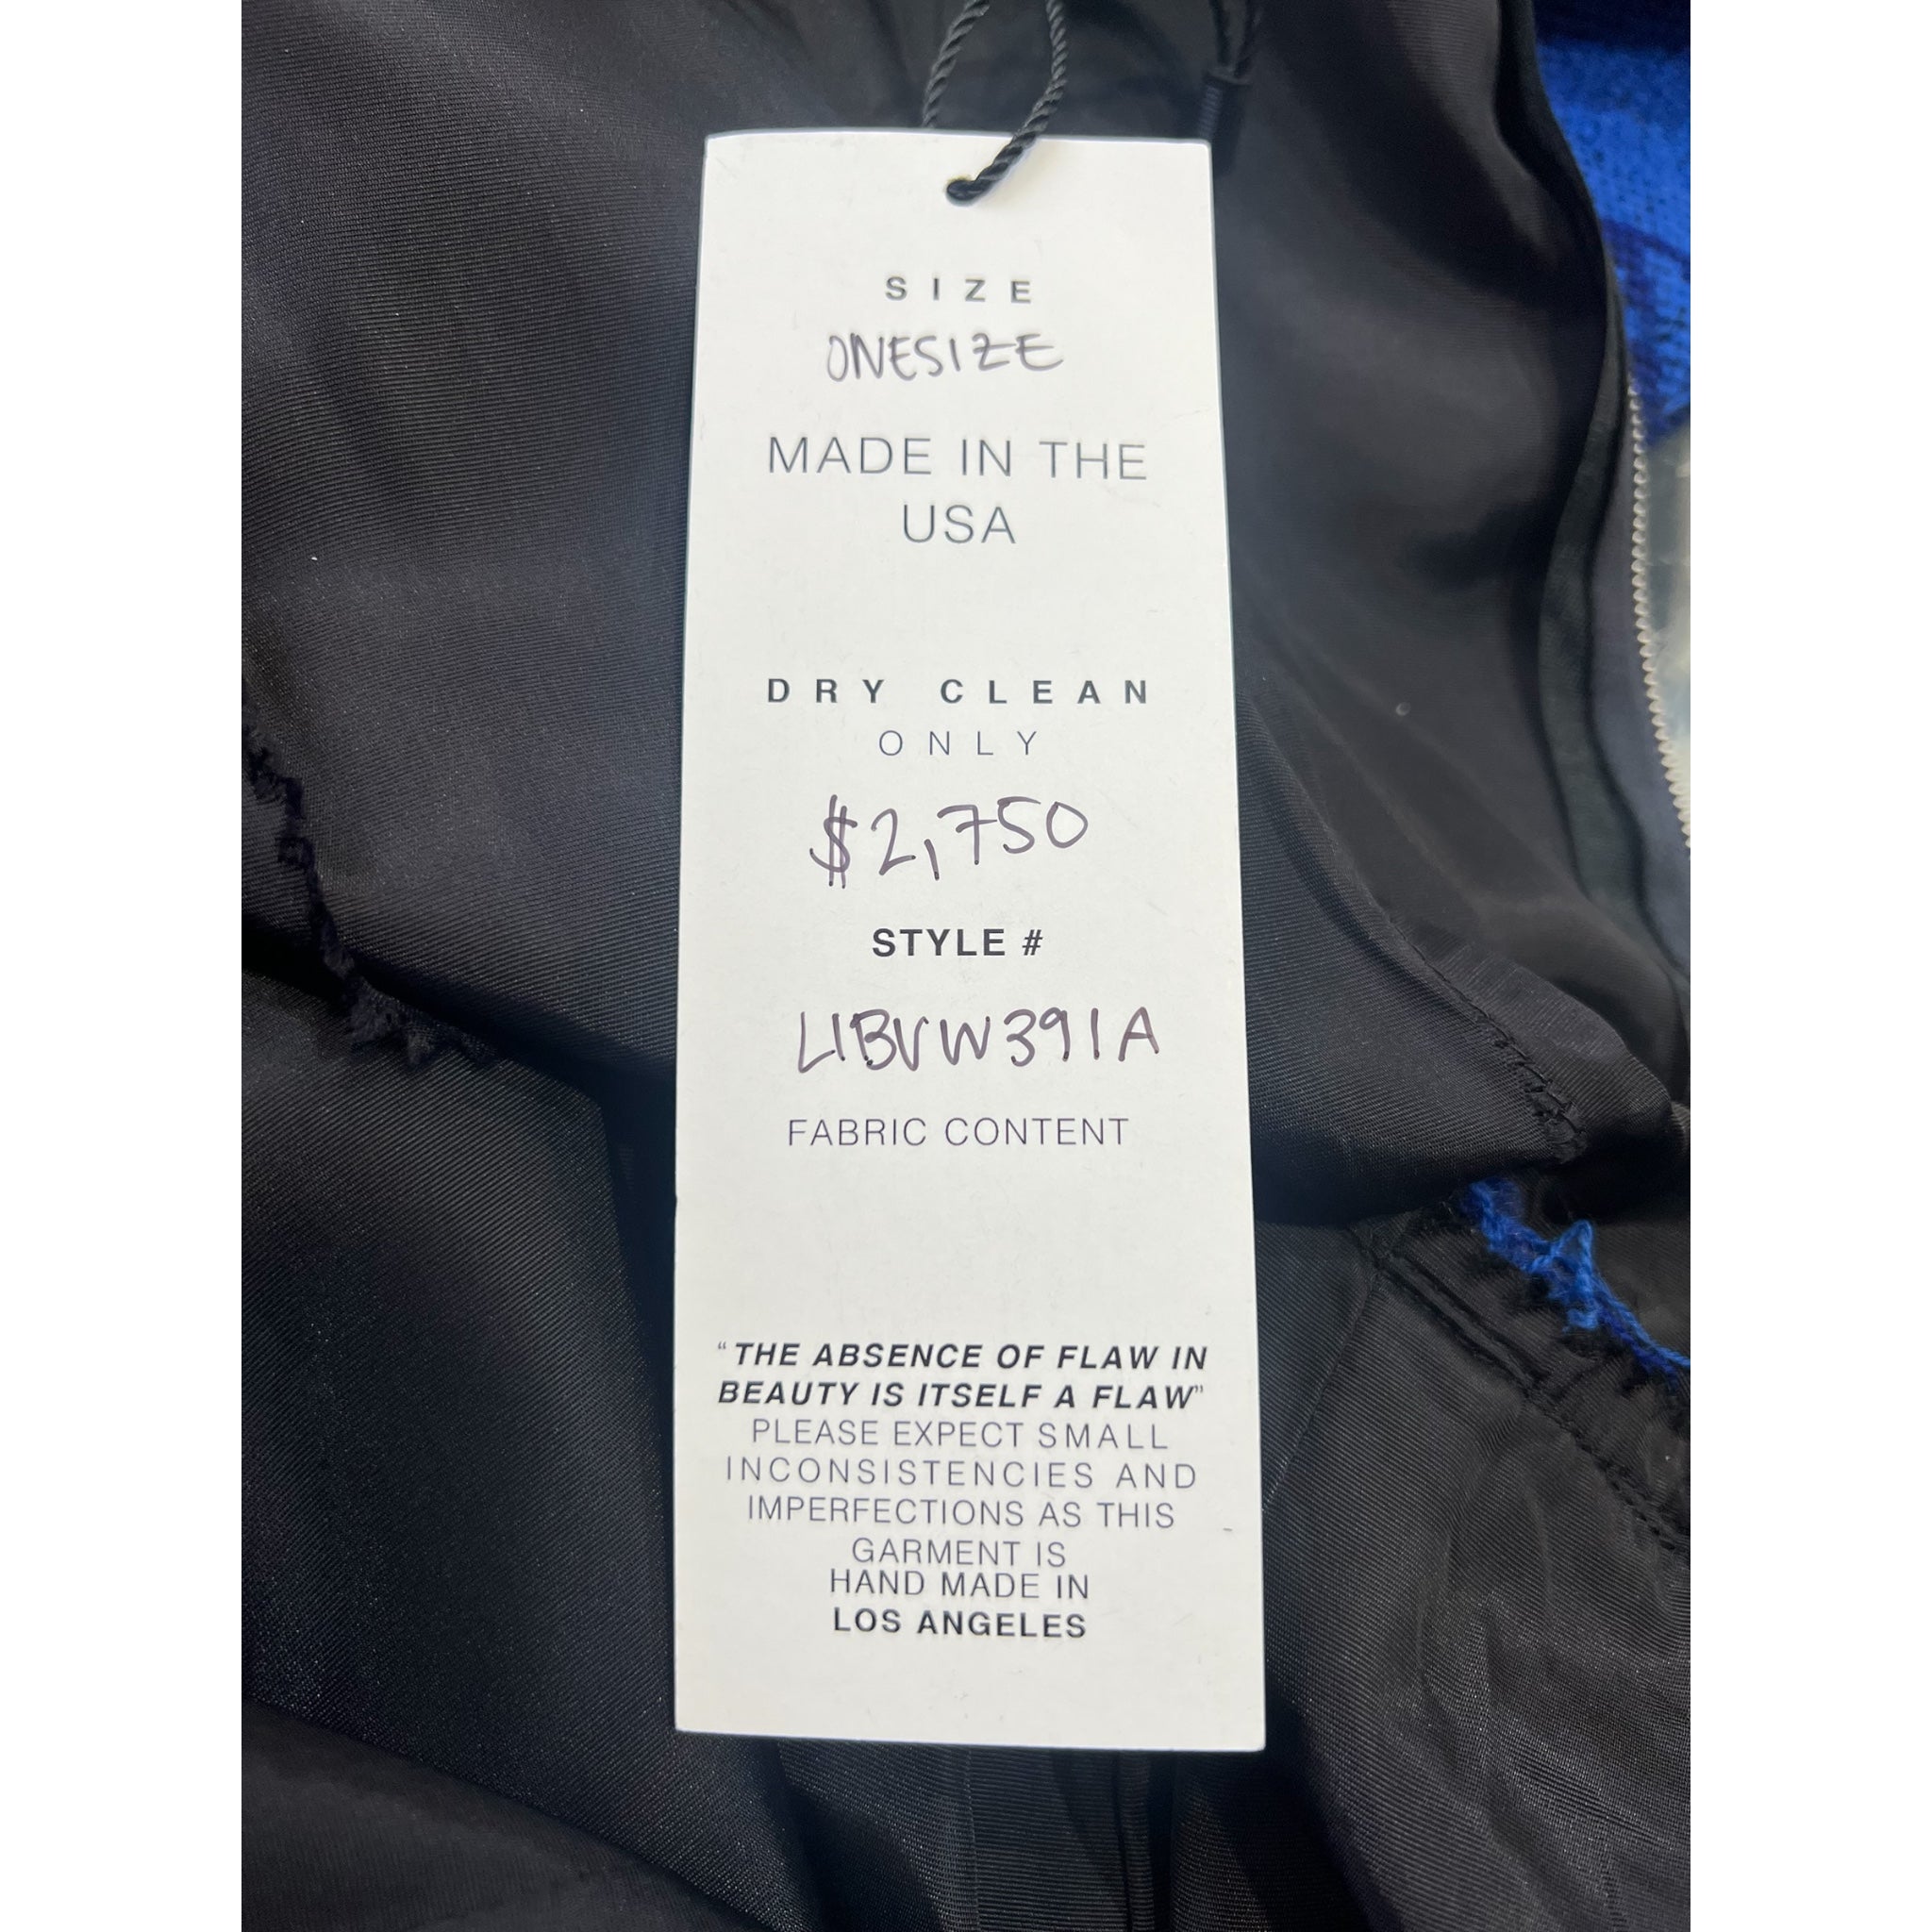 SIZE
ONESIZE
MADE IN THE
USA
DRY CLEAN
ONLY
$2,750
STYLE #
LIBVW391A
FABRIC CONTENT
“THE ABSENCE OF FLAW IN
BEAUTY IS ITSELF A FLAW”
PLEASE EXPECT SMALL
INCONSISTENCIES AND
IMPERFECTIONS AS THIS
GARMENT IS
HAND MADE IN
LOS ANGELES